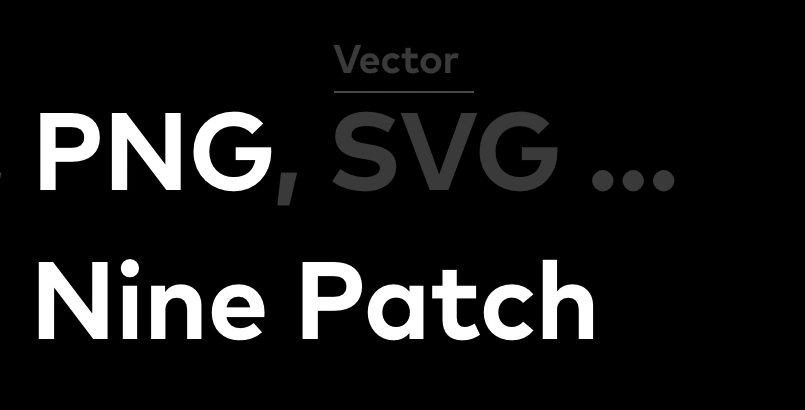 Vector
, PNG, SVG ...
Nine Patch